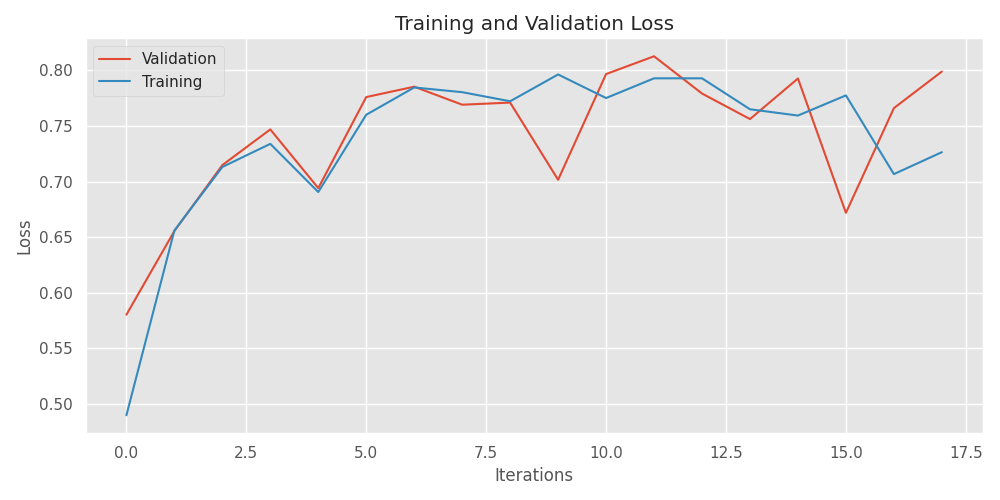 Training and Validation Loss
Validation
Training
Loss
0.80
0.75
0.70
0.65
0.60
0.55
0.50
0.0 2.5 5.0 7.5 10.0 12.5 15.0 17.5
Iterations